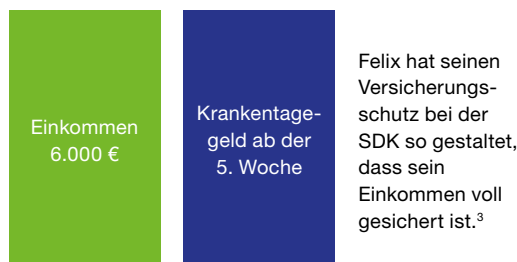 Einkommen
6.000 €
Krankentage-
geld ab der
5. Woche
Felix hat seinen
Versicherungs-
schutz bei der
SDK so gestaltet,
dass sein
Einkommen voll
gesichert ist.³